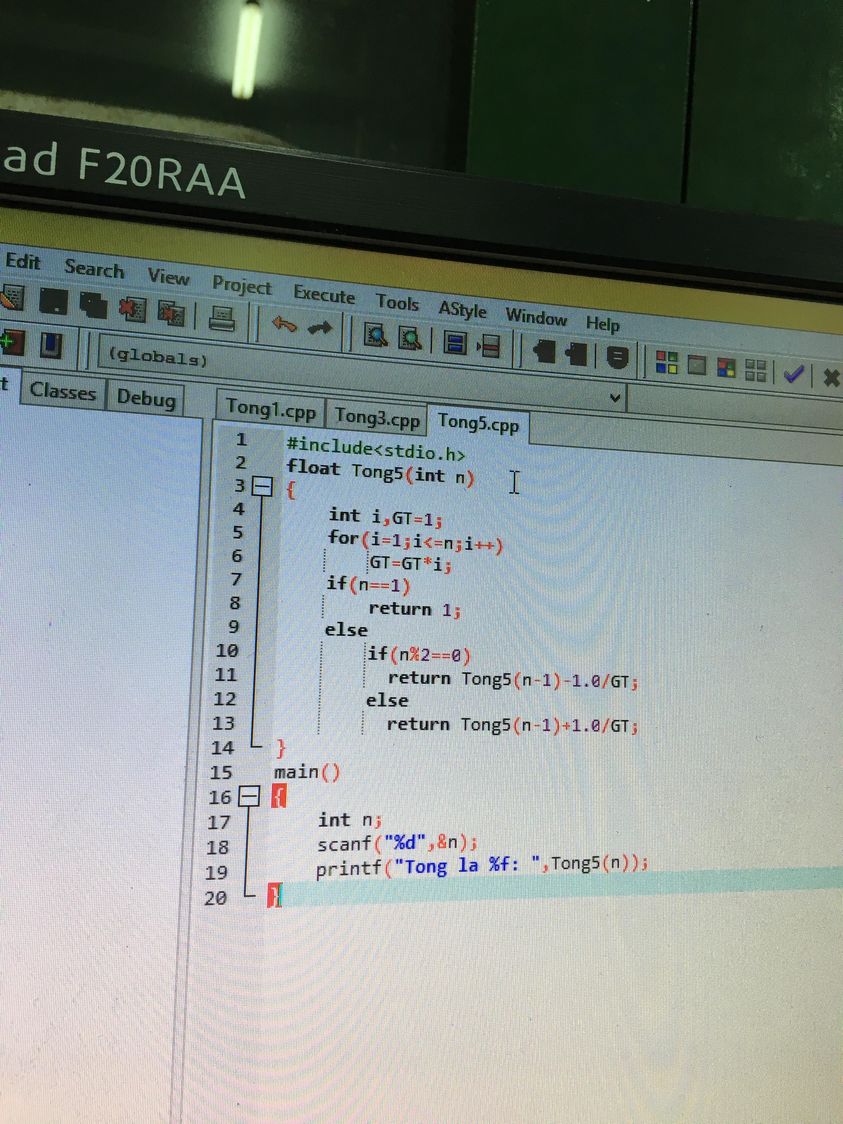 ad F20RAA
Edit Search View Project Execute Tools AStyle Window Help
(globals)
t Classes Debug Tong1.cpp Tong3.cpp Tong5.cpp
1 #include<stdio.h>
2 float Tong5(int n)
3 {
4 int i,GT=1;
5 for(i=1;i<=n;i++)
6 GT=GT*i;
7 if(n==1)
8 return 1;
9 else
10 if(n%2==0)
11 return Tong5(n-1)-1.0/GT;
12 else
13 return Tong5(n-1)+1.0/GT;
14 }
15 main()
16 {
17 int n;
18 scanf("%d",&n);
19 printf("Tong la %f: ",Tong5(n));
20 }